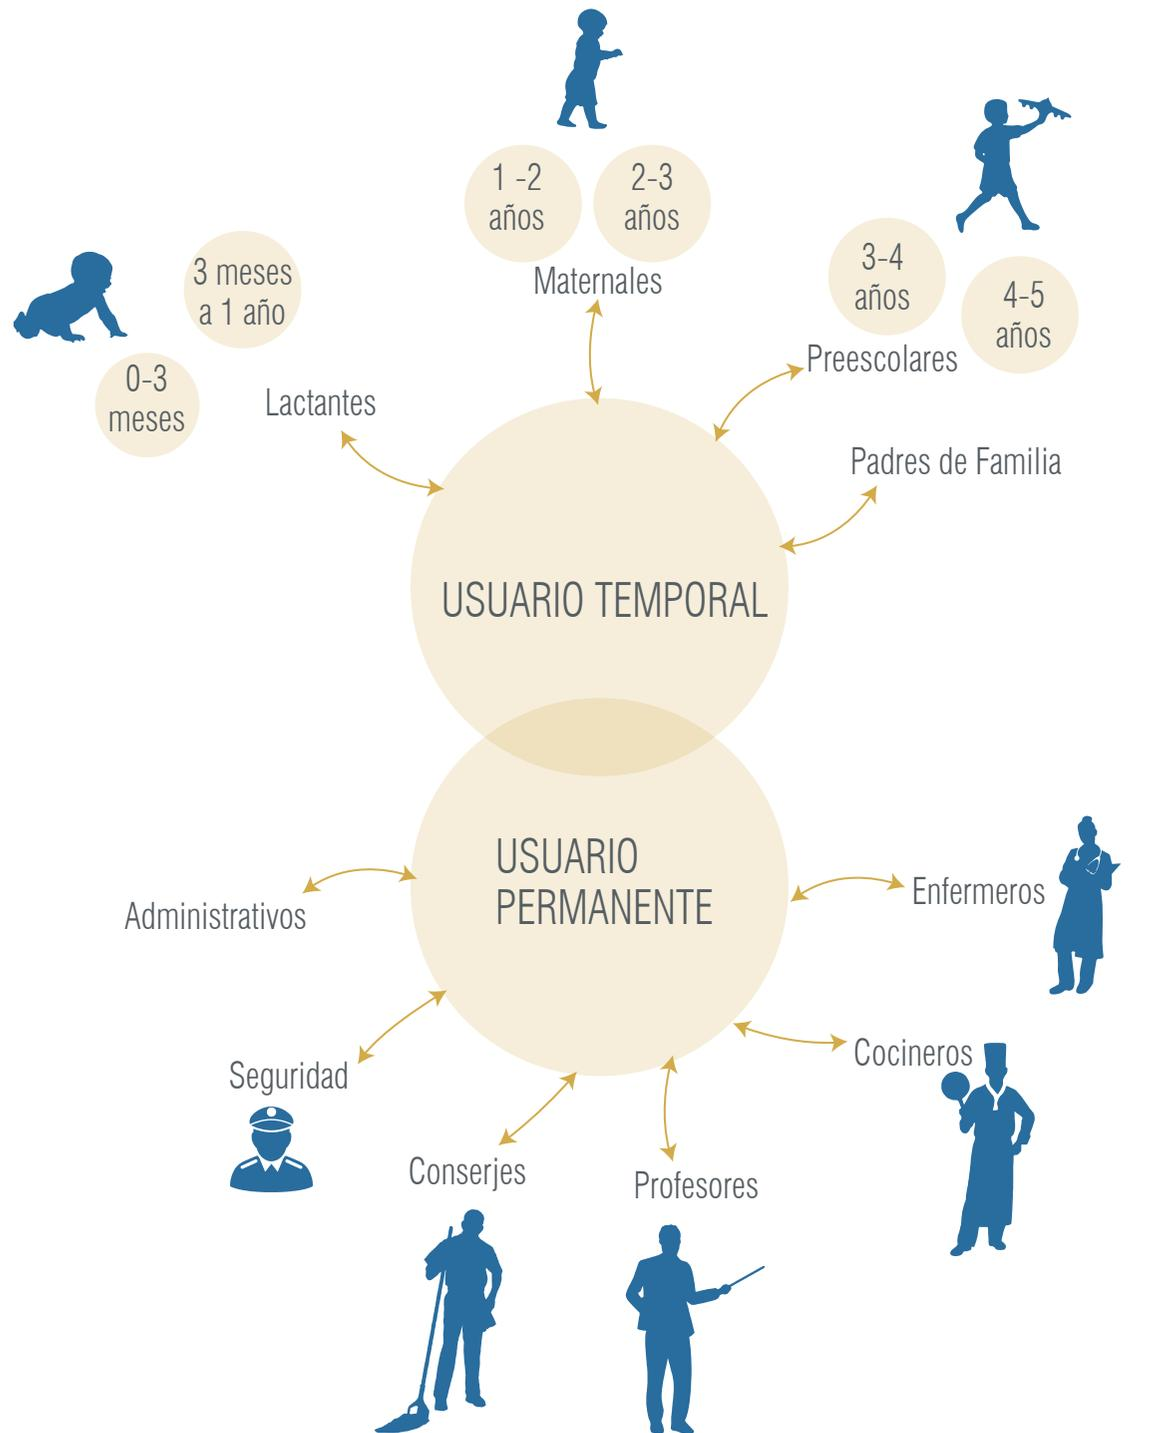 1 -2
años
2-3
años
Maternales
3 meses
a 1 año
0-3
meses
Lactantes
3-4
años
4-5
años
Preescolares
Padres de Familia
USUARIO TEMPORAL
USUARIO
PERMANENTE
Administrativos
Enfermeros
Seguridad
Cocineros
Conserjes
Profesores